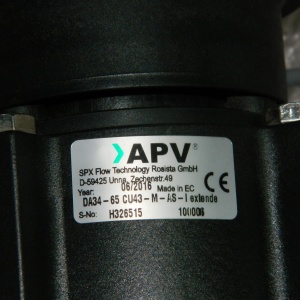 APV®
SPX Flow Technology Rosista GmbH
D-59425 Unna, Zechenstr.49
Year: 06/2016 Made in EC CE
DA34-65 CU43-M-AS-I extende
S-No: H326515 100006